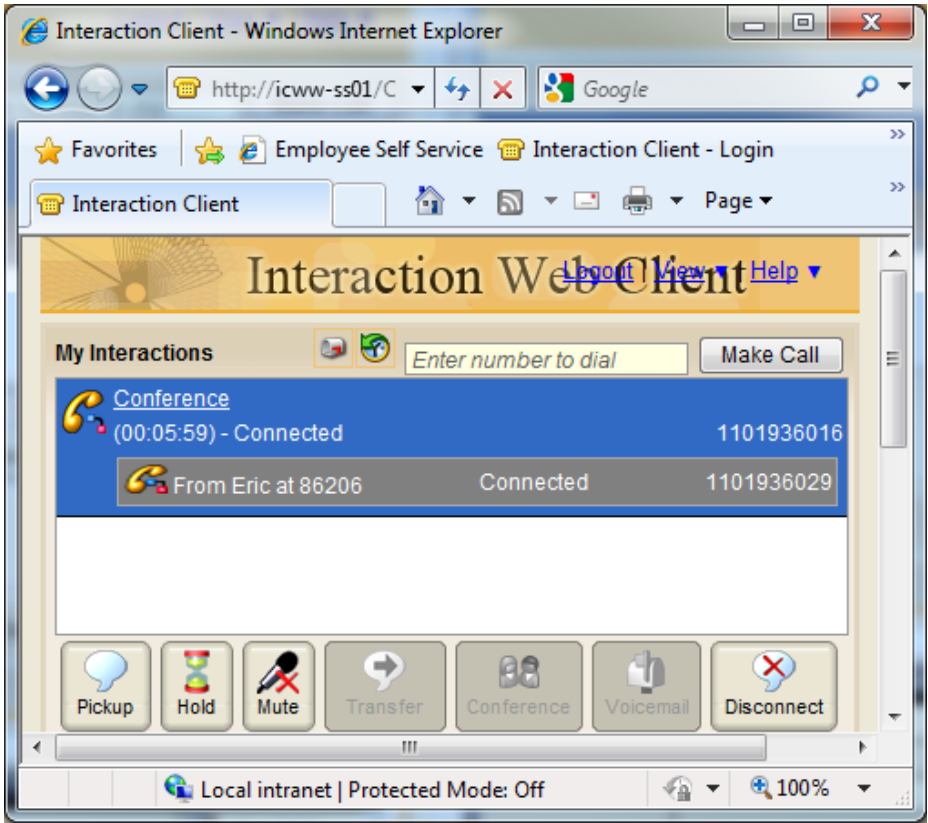 Interaction Client - Windows Internet Explorer
http://icww-ss01/C
Google
Favorites Employee Self Service Interaction Client - Login
Interaction Client Page
Interaction Web Client
Logout | View Help
My Interactions Enter number to dial Make Call
Conference
(00:05:59) - Connected 1101936016
From Eric at 86206 Connected 1101936029
Pickup Hold Mute Transfer Conference Voicemail Disconnect
Local intranet | Protected Mode: Off 100%